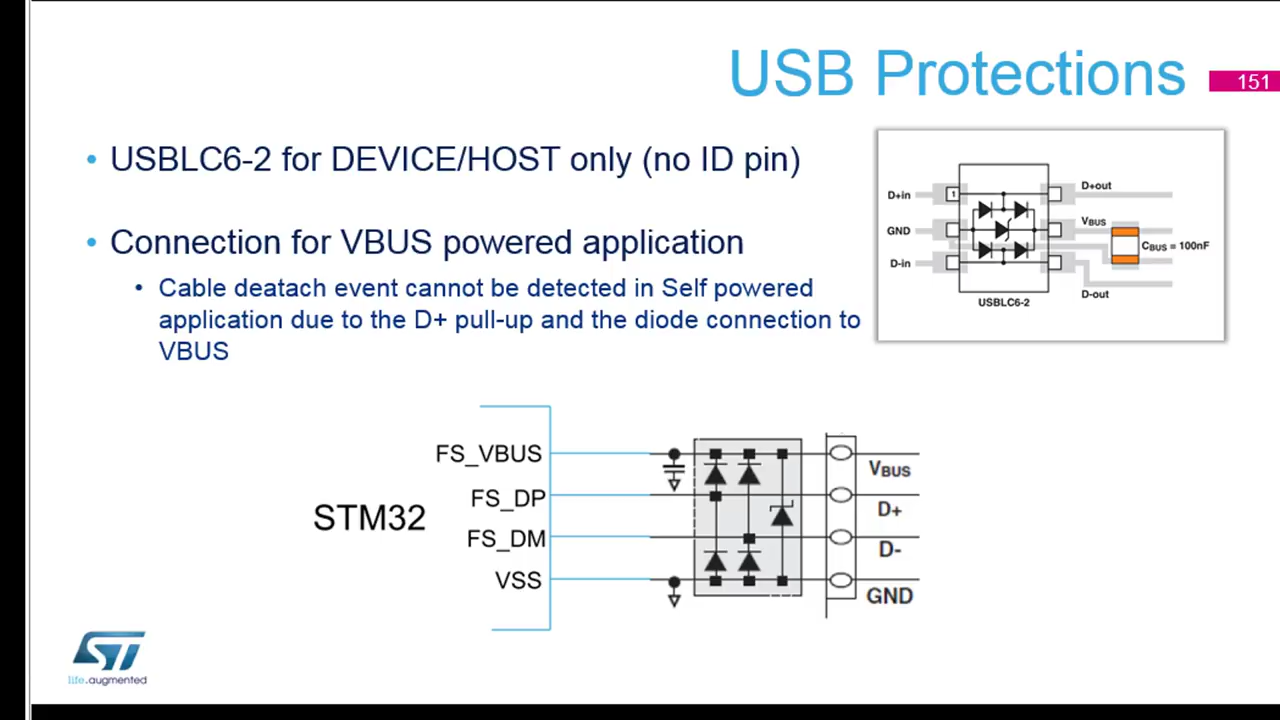 USB Protections
151
• USBLC6-2 for DEVICE/HOST only (no ID pin)
• Connection for VBUS powered application
• Cable deatach event cannot be detected in Self powered
application due to the D+ pull-up and the diode connection to
VBUS
D+in
1
D+out
GND
VBUS
CBUS = 100nF
D-in
D-out
USBLC6-2
STM32
FS_VBUS
FS_DP
FS_DM
VSS
VBUS
D+
D-
GND
ST
life.augmented